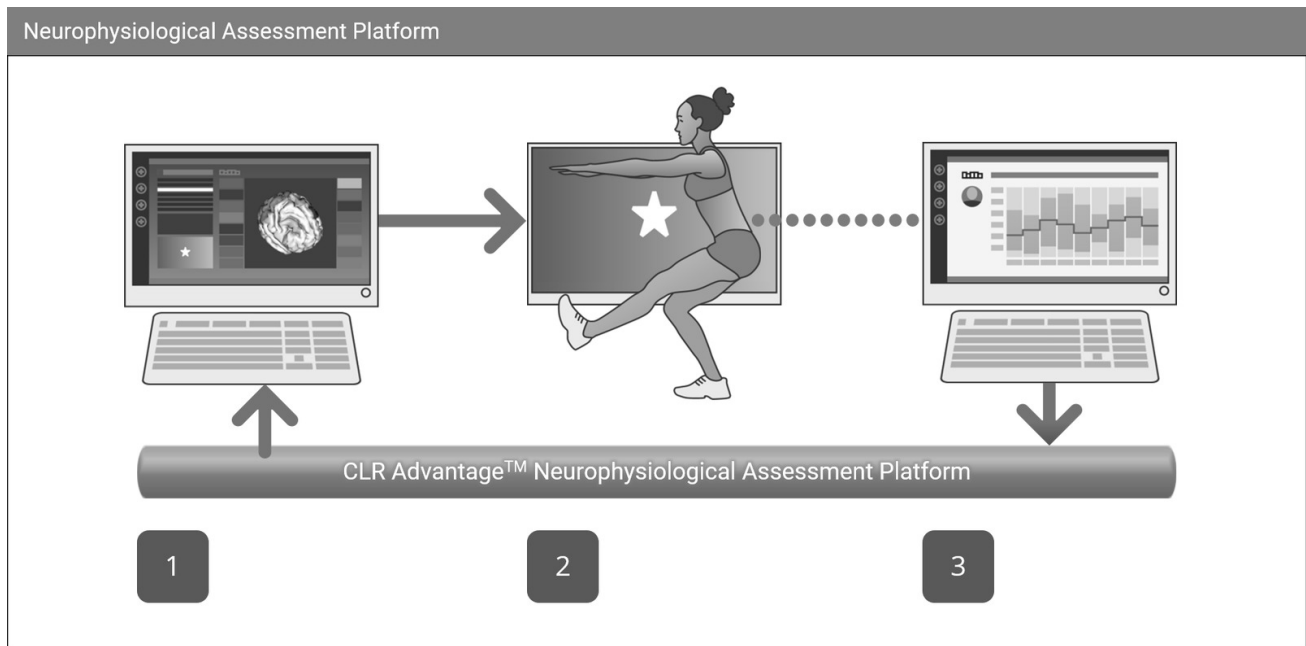 Neurophysiological Assessment Platform
CLR Advantage™ Neurophysiological Assessment Platform
1
2
3